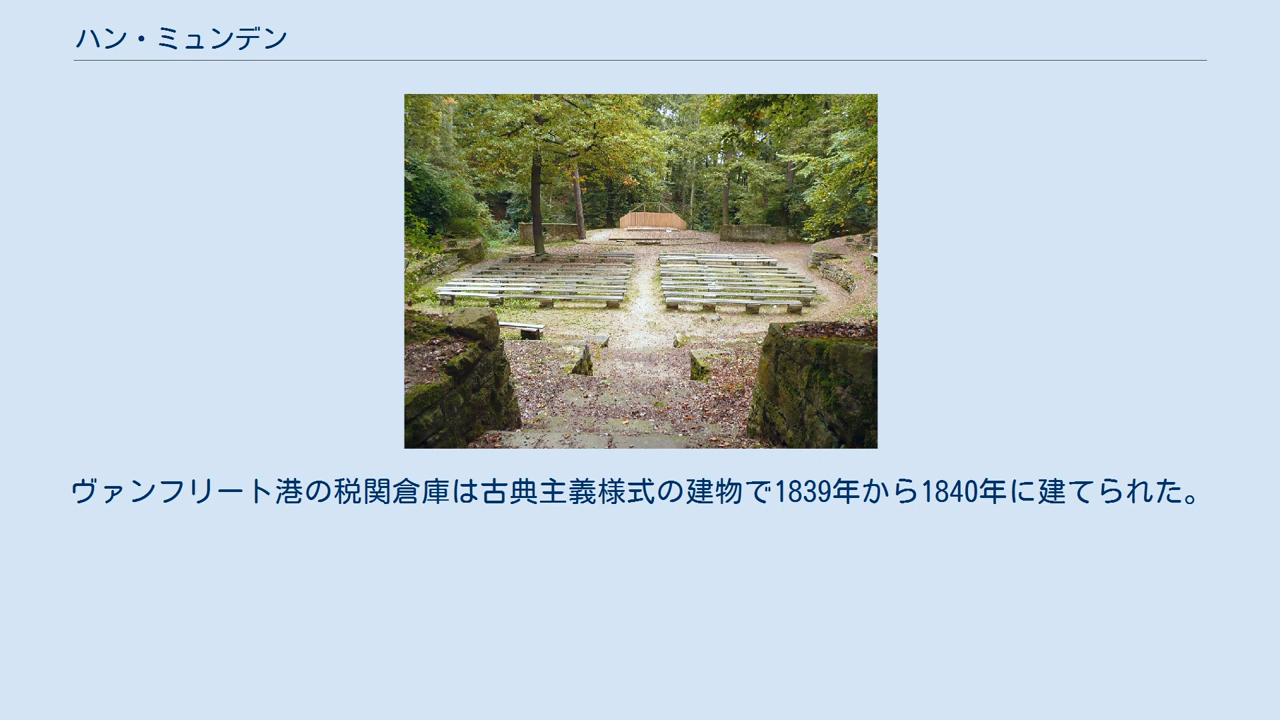 ハン・ミュンデン
ヴァンフリート港の税関倉庫は古典主義様式の建物で1839年から1840年に建てられた。